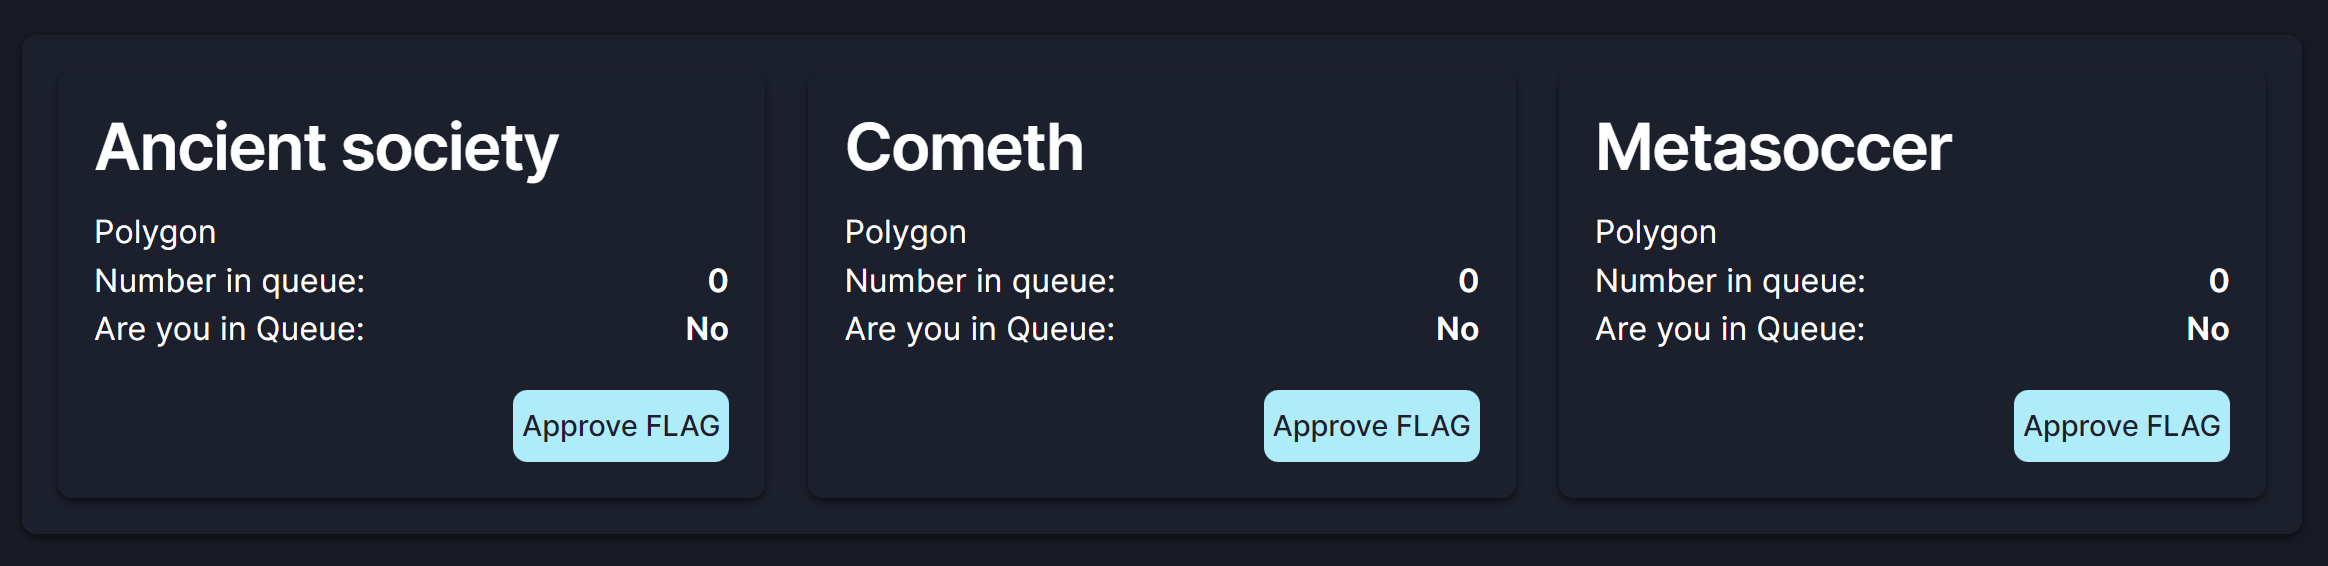 Ancient society
Polygon
Number in queue: 0
Are you in Queue: No
Approve FLAG
Cometh
Polygon
Number in queue: 0
Are you in Queue: No
Approve FLAG
Metasoccer
Polygon
Number in queue: 0
Are you in Queue: No
Approve FLAG